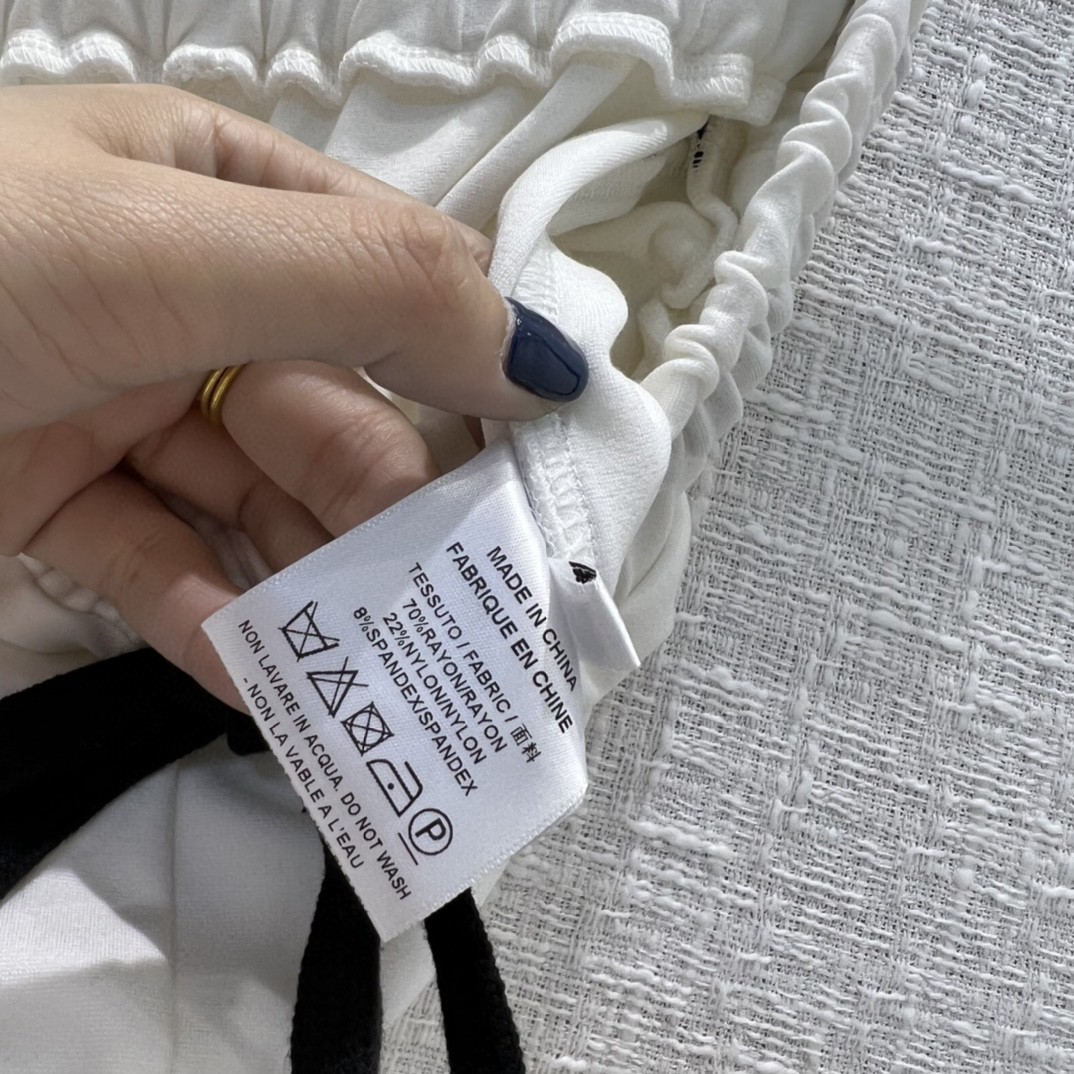 MADE IN CHINA
FABRIQUE EN CHINE
TESSUTO / FABRIC / 面料
70%RAYON/RAYON
22%NYLON/NYLON
8%SPANDEX/SPANDEX
P
NON LAVARE IN ACQUA. DO NOT WASH
-NON LA VABLE A L'EAU